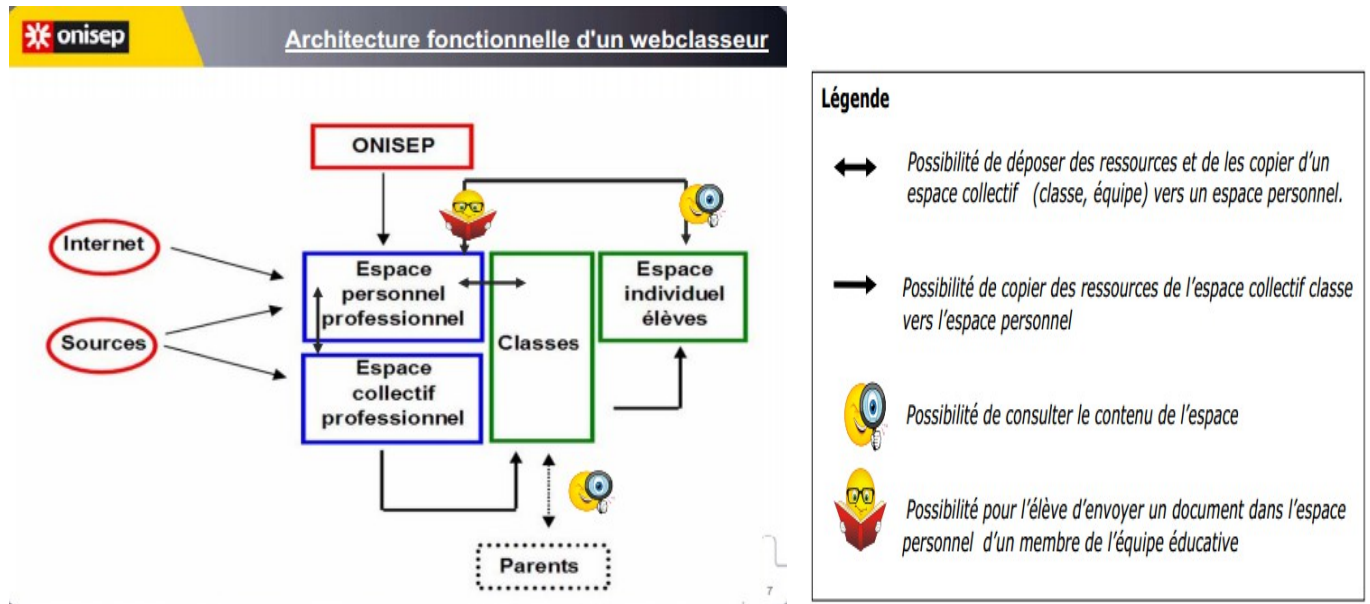 onisep
Architecture fonctionnelle d'un webclasseur
ONISEP
Internet
Sources
Espace
personnel
professionnel
Espace
collectif
professionnel
Classes
Espace
individuel
élèves
Parents
7
Légende
Possibilité de déposer des ressources et de les copier d'un
espace collectif (classe, équipe) vers un espace personnel.
Possibilité de copier des ressources de l'espace collectif classe
vers l'espace personnel
Possibilité de consulter le contenu de l'espace
Possibilité pour l'élève d'envoyer un document dans l'espace
personnel d'un membre de l'équipe éducative